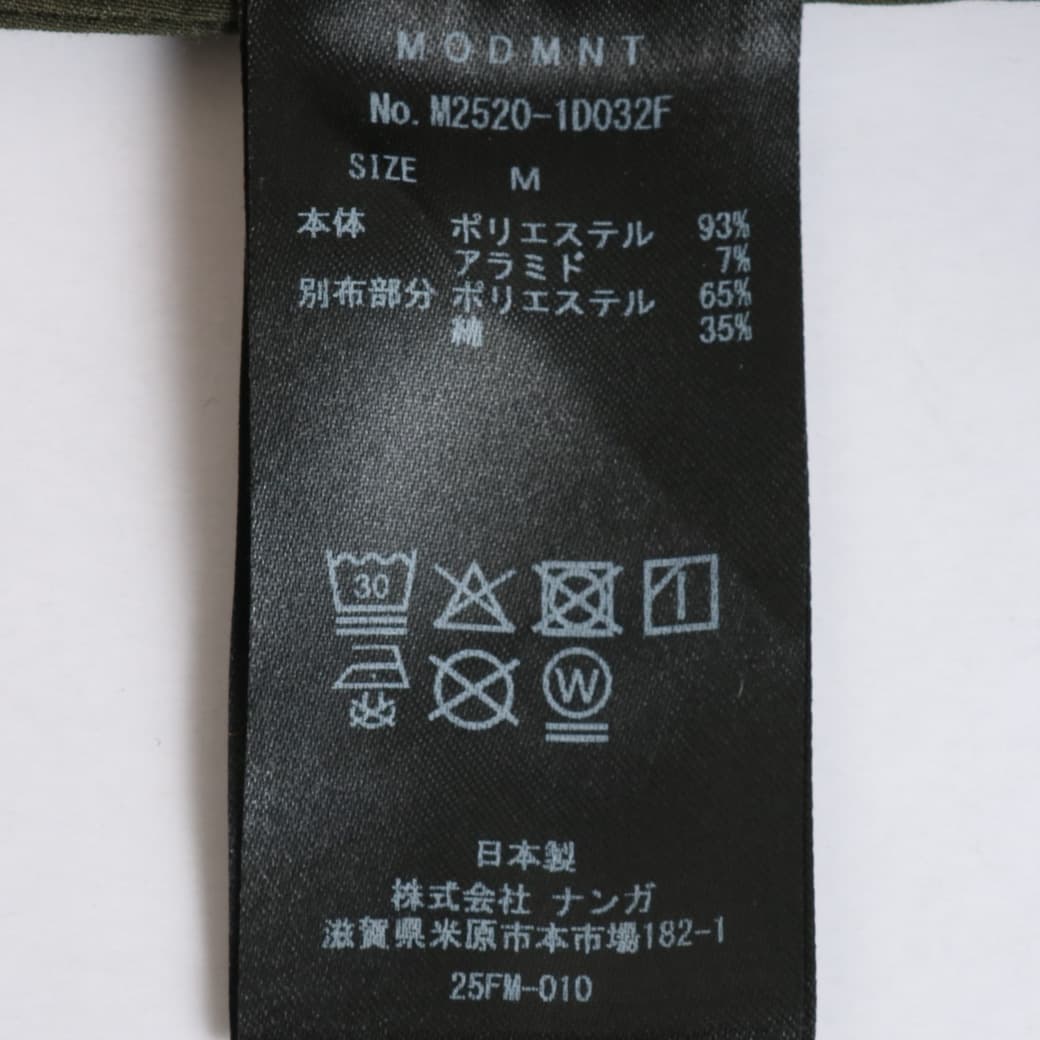 MODMNT
No. M2520-1D032F
SIZE M
本体 ポリエステル 93%
アラミド 7%
別布部分 ポリエステル 65%
綿 35%
30
W
日本製
株式会社 ナンガ
滋賀県米原市本市場182-1
25FM-010